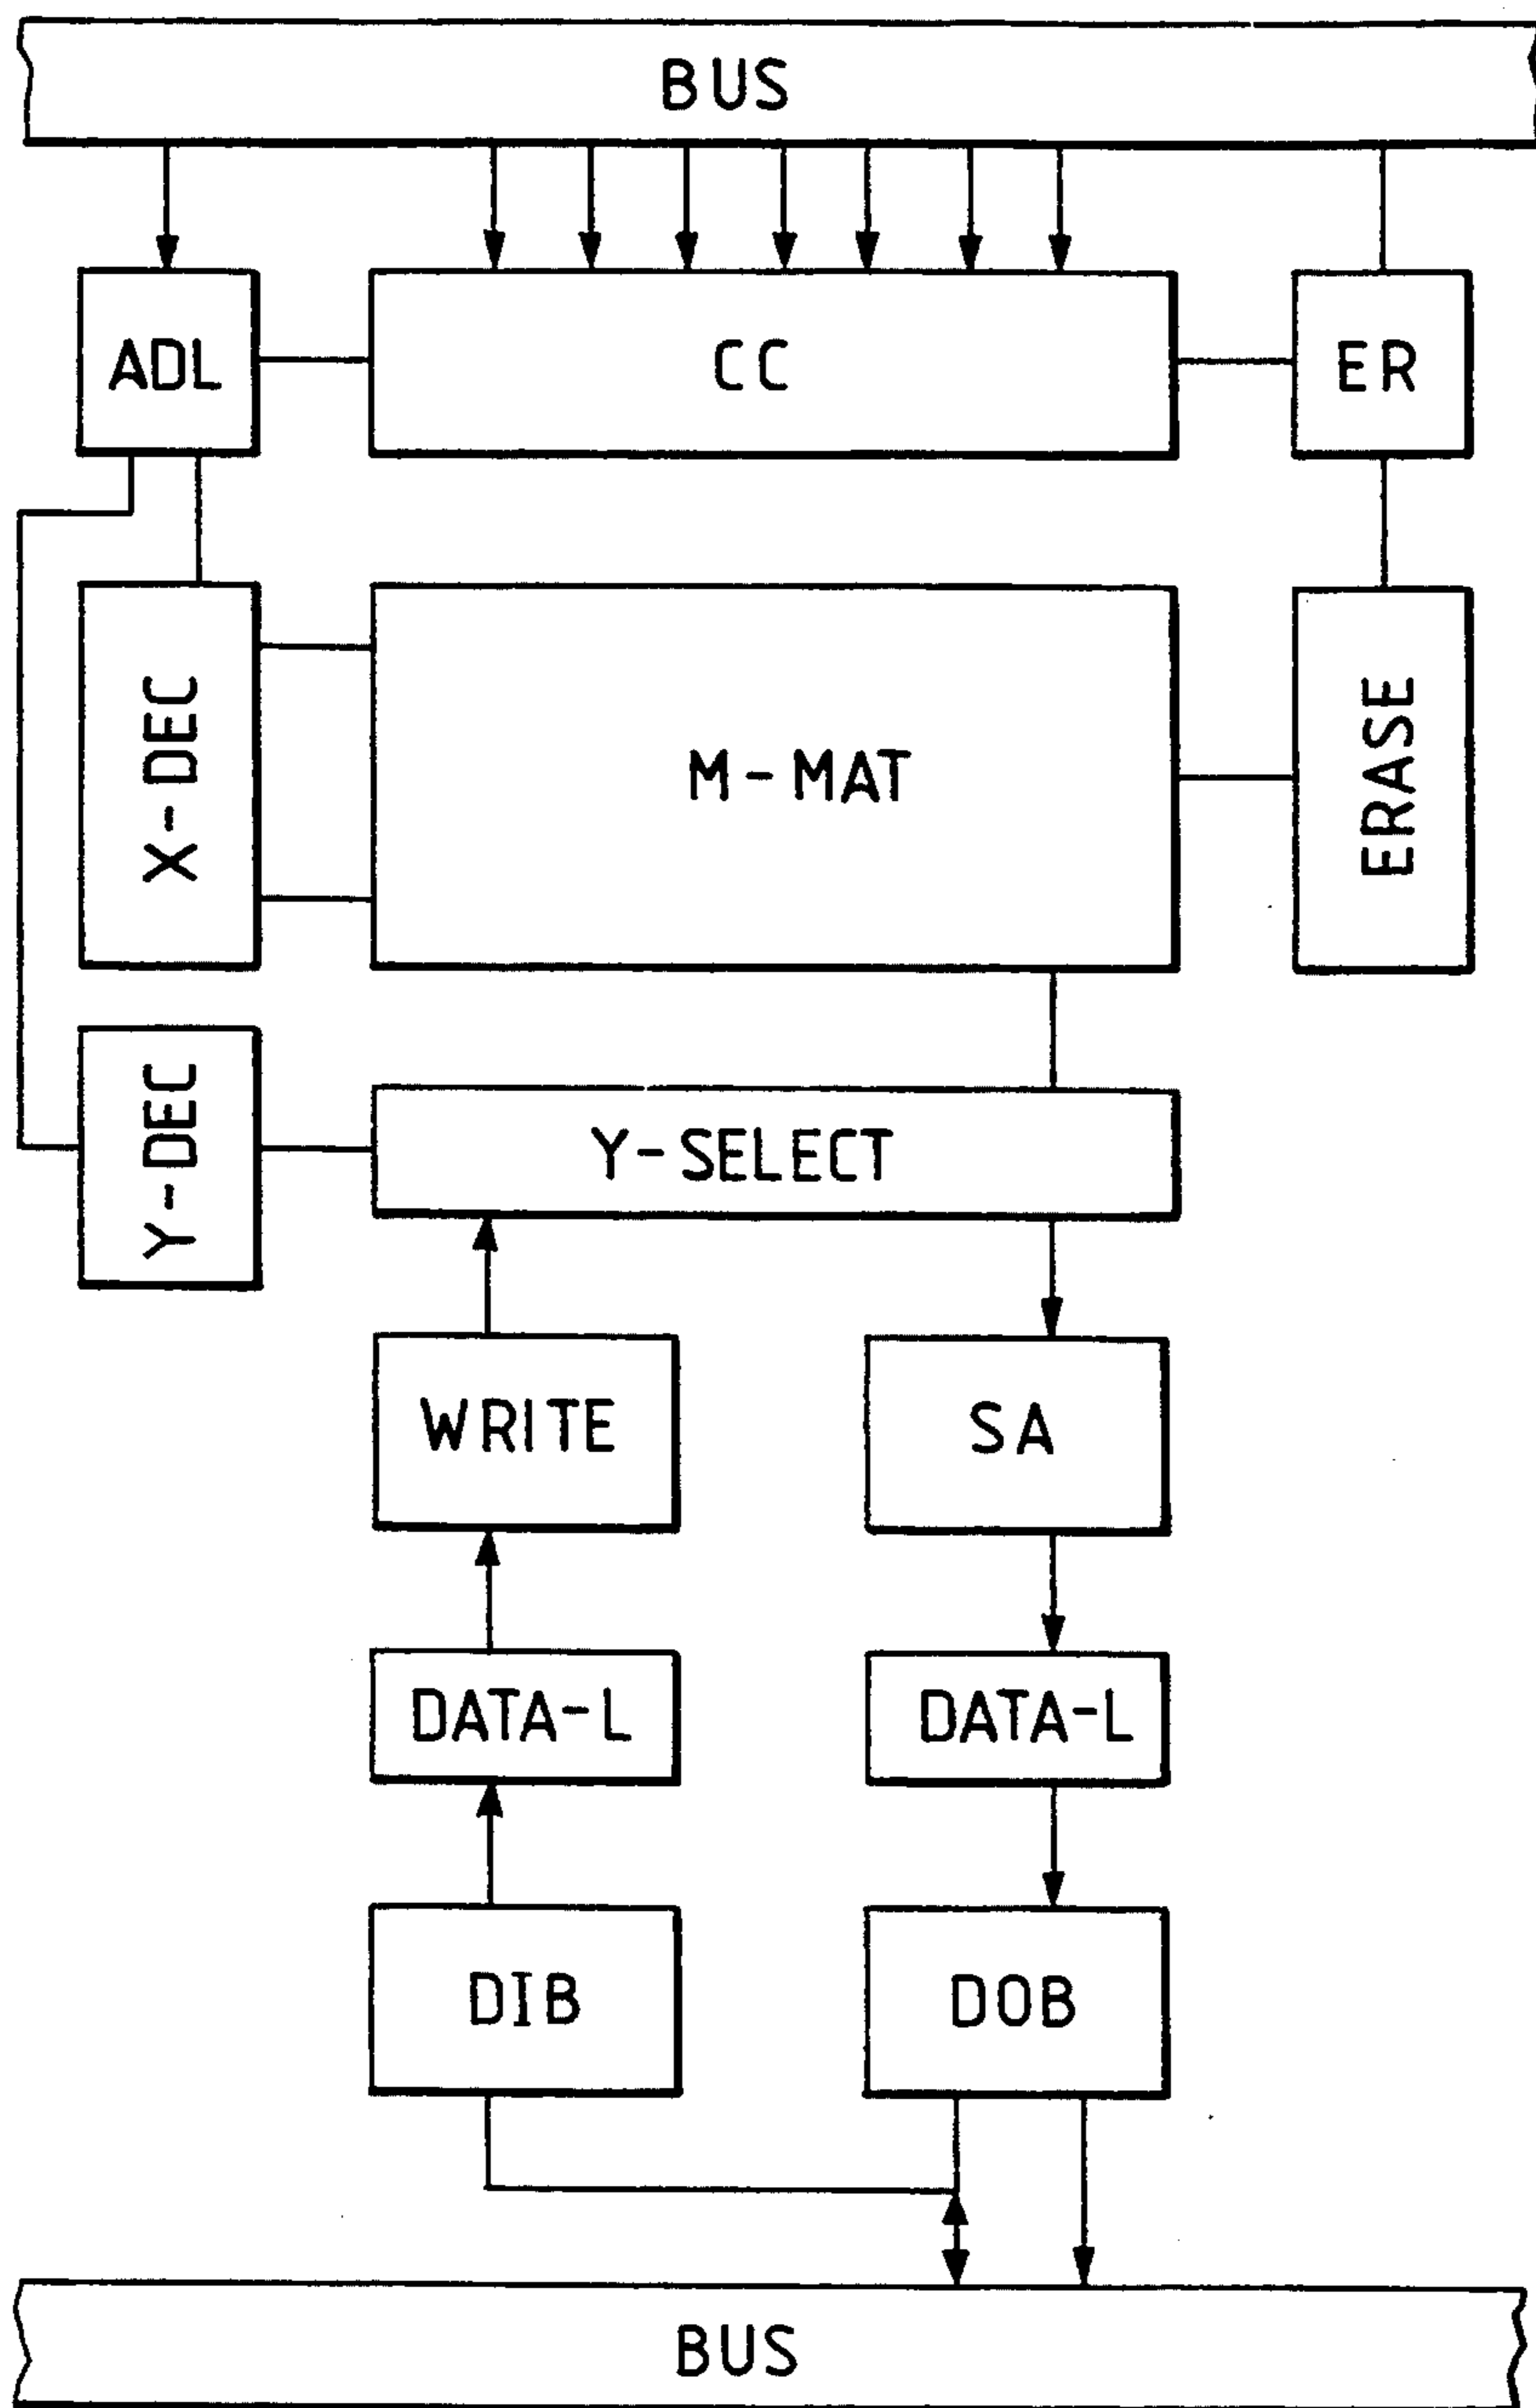 BUS
ADL
CC
ER
X-DEC
M-MAT
ERASE
Y-DEC
Y-SELECT
WRITE
SA
DATA-L
DATA-L
DIB
DOB
BUS